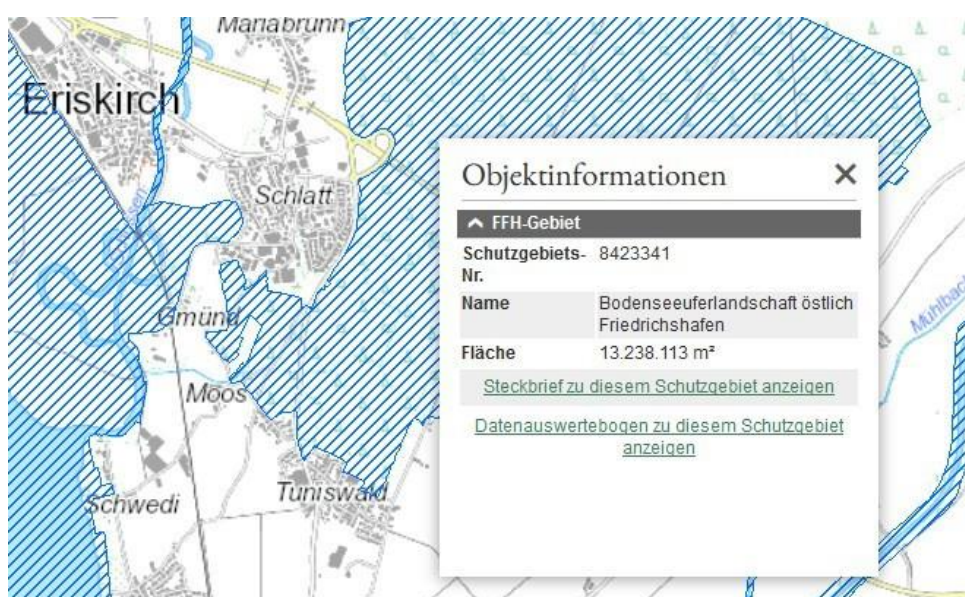 Mariabrunn
Eriskirch
Schlatt
Gmünd
Moos
Schwedi
Tuniswald
Mühlbach
Objektinformationen
FFH-Gebiet
Schutzgebiets-
Nr.
8423341
Name
Bodenseeuferlandschaft östlich
Friedrichshafen
Fläche
13.238.113 m²
Steckbrief zu diesem Schutzgebiet anzeigen
Datenauswertebogen zu diesem Schutzgebiet
anzeigen